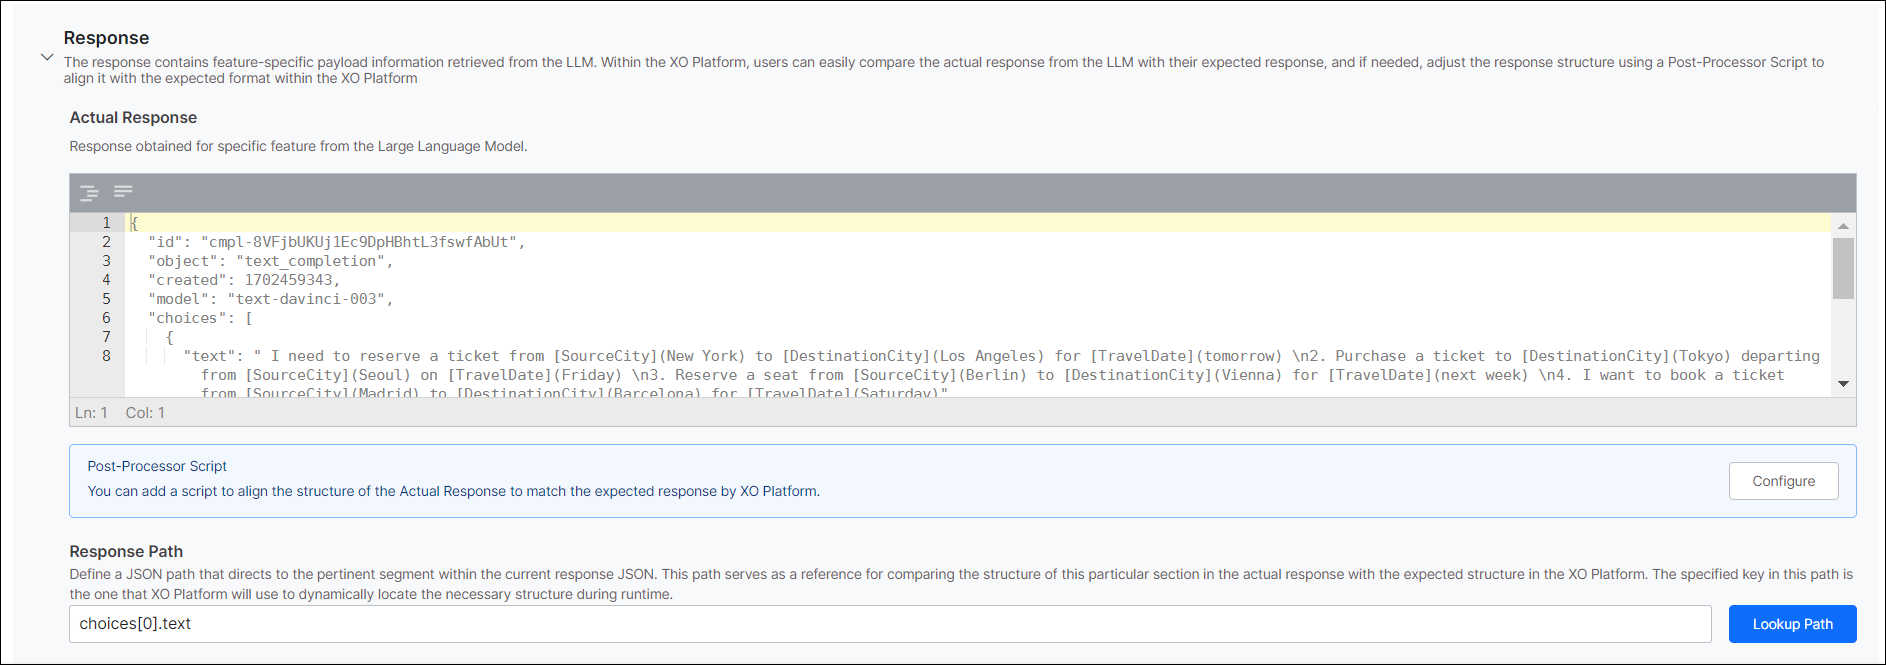 Response
The response contains feature-specific payload information retrieved from the LLM. Within the XO Platform, users can easily compare the actual response from the LLM with their expected response, and if needed, adjust the response structure using a Post-Processor Script to
align it with the expected format within the XO Platform
Actual Response
Response obtained for specific feature from the Large Language Model.
1 {
2 "id": "cmpl-8VFjbUKUj1Ec9DpHBhtL3fswfAbUt",
3 "object": "text_completion",
4 "created": 1702459343,
5 "model": "text-davinci-003",
6 "choices": [
7 {
8 "text": " I need to reserve a ticket from [SourceCity](New York) to [DestinationCity](Los Angeles) for [TravelDate](tomorrow) \n2. Purchase a ticket to [DestinationCity](Tokyo) departing
from [SourceCity](Seoul) on [TravelDate](Friday) \n3. Reserve a seat from [SourceCity](Berlin) to [DestinationCity](Vienna) for [TravelDate](next week) \n4. I want to book a ticket
from [SourceCity](Madrid) to [DestinationCity](Barcelona) for [TravelDate](Saturday)"
Ln: 1 Col: 1
Post-Processor Script
You can add a script to align the structure of the Actual Response to match the expected response by XO Platform.
Configure
Response Path
Define a JSON path that directs to the pertinent segment within the current response JSON. This path serves as a reference for comparing the structure of this particular section in the actual response with the expected structure in the XO Platform. The specified key in this path is
the one that XO Platform will use to dynamically locate the necessary structure during runtime.
choices[0].text
Lookup Path